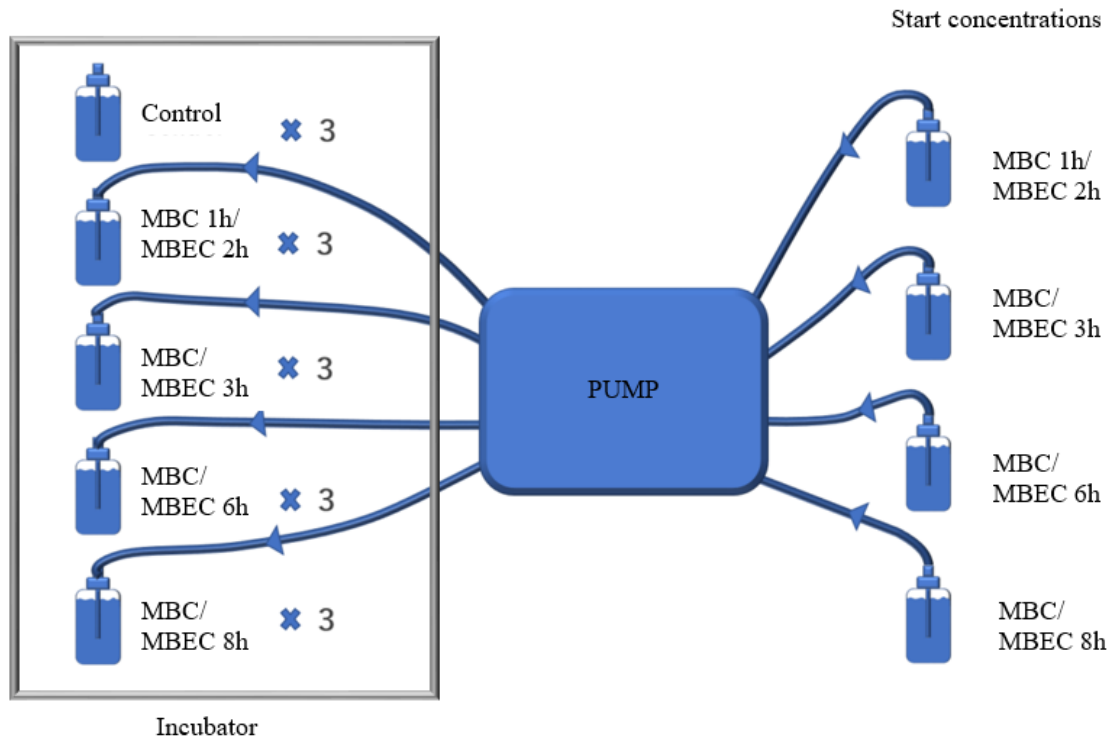 Start concentrations
Control
✖ 3
MBC 1h/
MBEC 2h
✖ 3
MBC/
MBEC 3h
✖ 3
MBC/
MBEC 6h
✖ 3
MBC/
MBEC 8h
✖ 3
PUMP
MBC 1h/
MBEC 2h
MBC/
MBEC 3h
MBC/
MBEC 6h
MBC/
MBEC 8h
Incubator